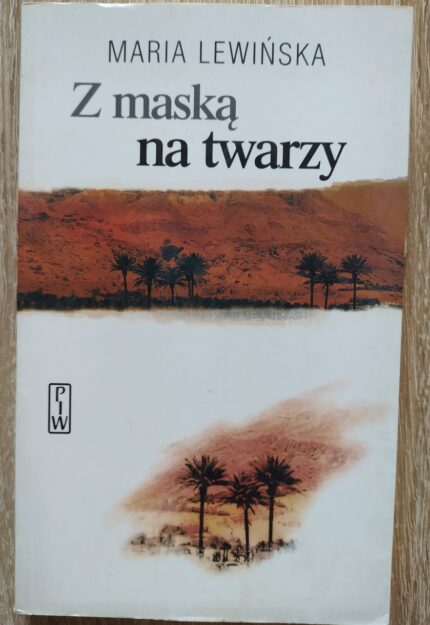 MARIA LEWIŃSKA
Z maską
na twarzy
PIW